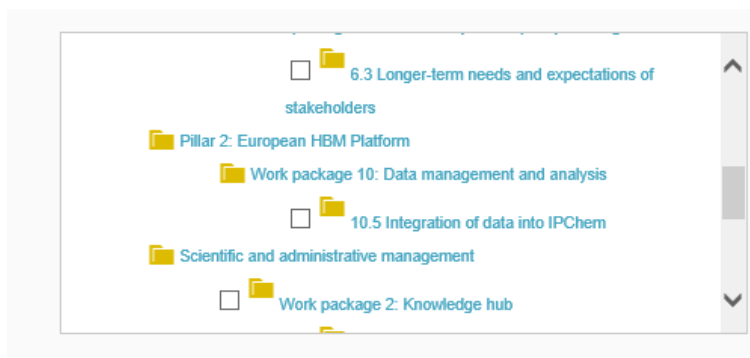 6.3 Longer-term needs and expectations of
stakeholders
Pillar 2: European HBM Platform
Work package 10: Data management and analysis
10.5 Integration of data into IPChem
Scientific and administrative management
Work package 2: Knowledge hub